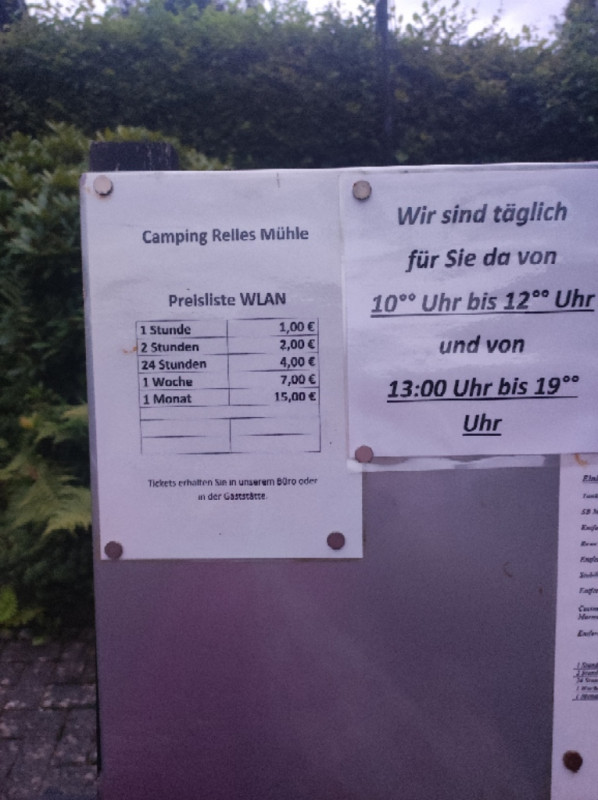 Camping Relles Mühle
Preisliste WLAN
1 Stunde 1,00 €
2 Stunden 2,00 €
24 Stunden 4,00 €
1 Woche 7,00 €
1 Monat 15,00 €
Tickets erhalten Sin in unserem Büro oder
in der Gaststätte.
Wir sind täglich
für Sie da von
10°° Uhr bis 12°° Uhr
und von
13:00 Uhr bis 19°°
Uhr